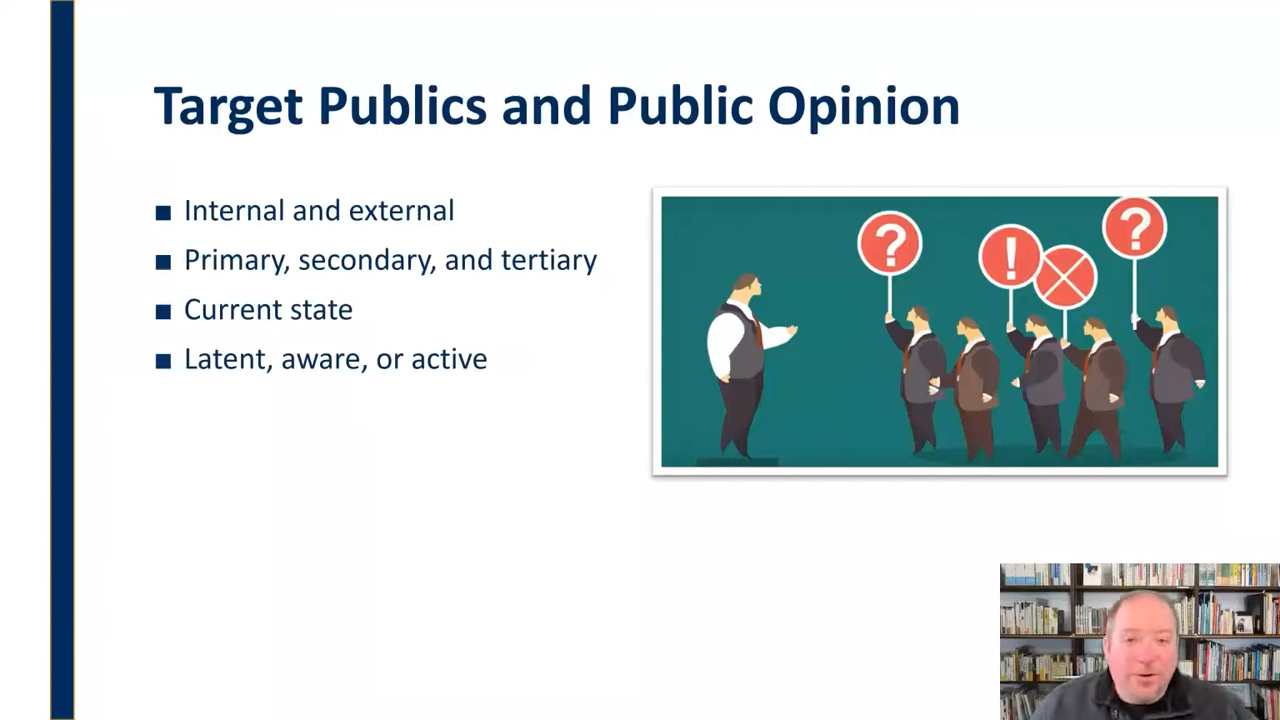 Target Publics and Public Opinion
■ Internal and external
■ Primary, secondary, and tertiary
■ Current state
■ Latent, aware, or active
?
!
?